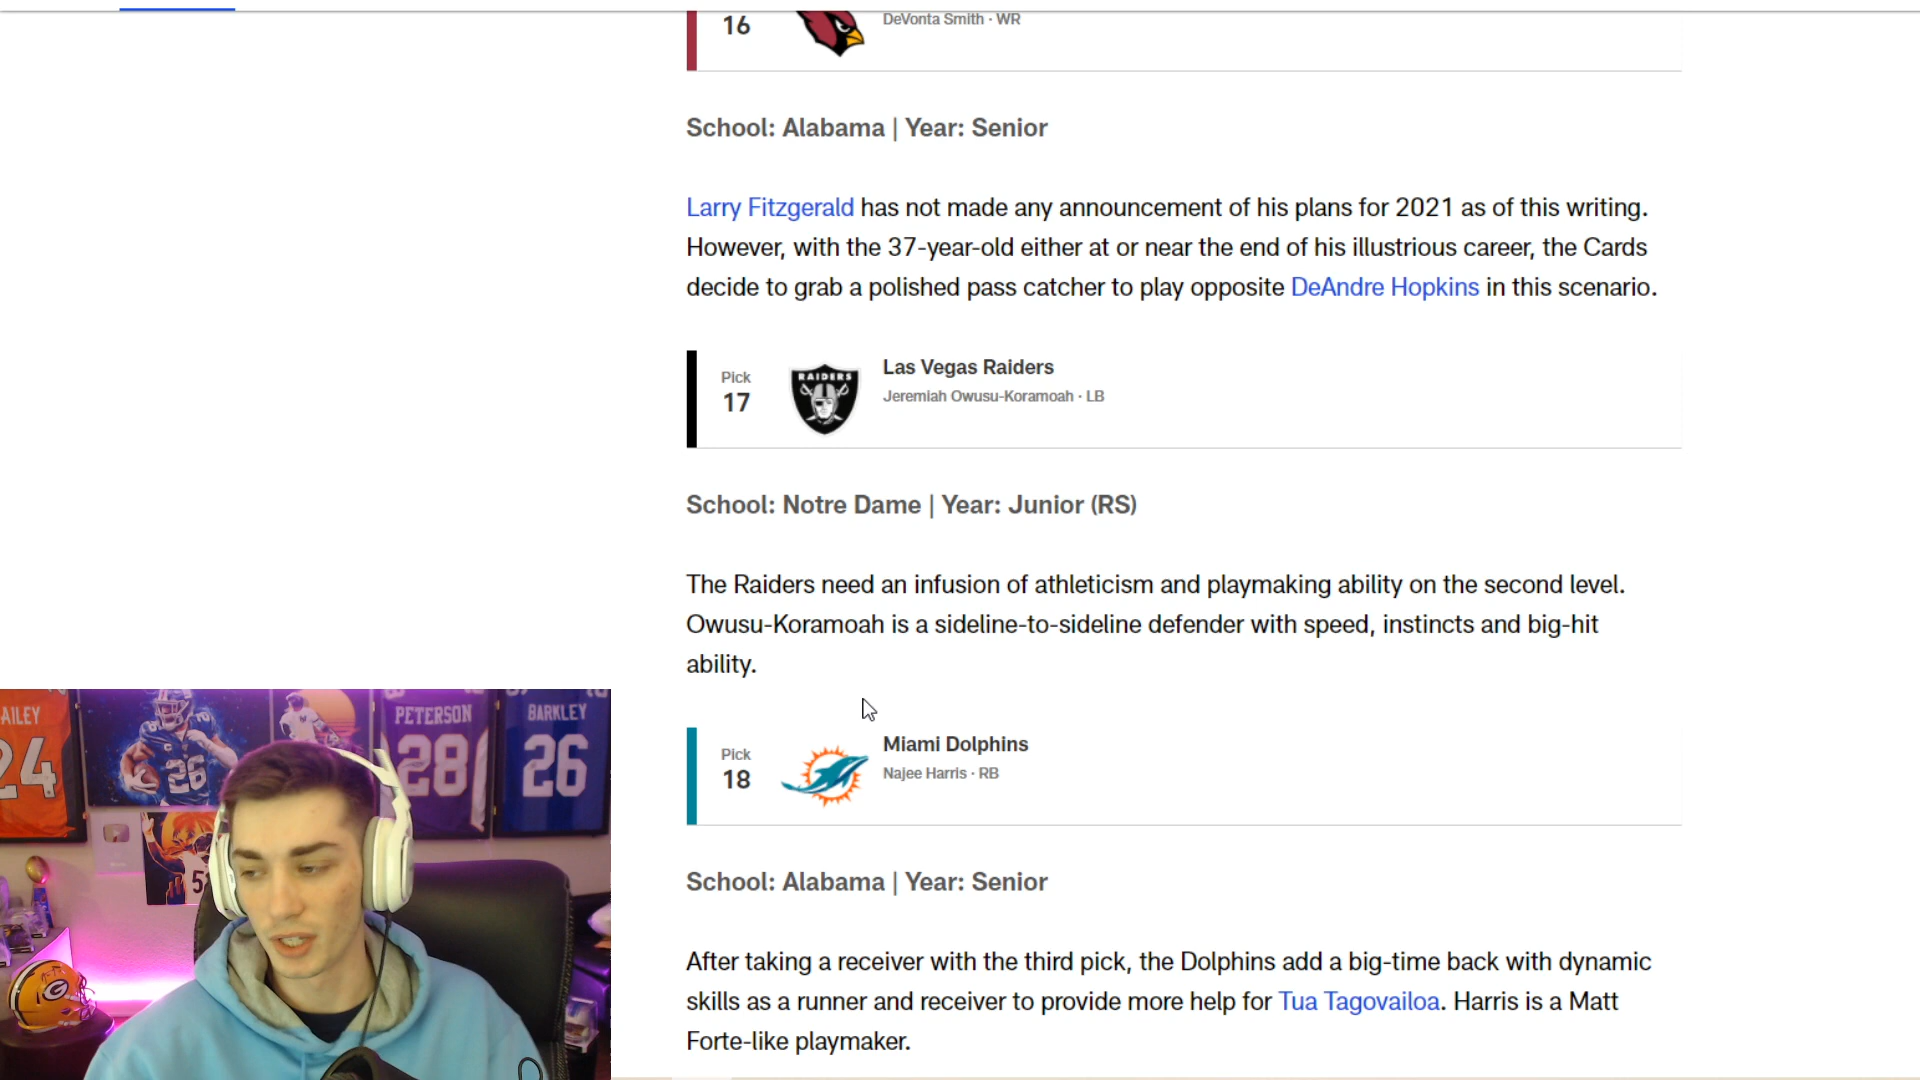 16
DeVonta Smith · WR
School: Alabama | Year: Senior
Larry Fitzgerald has not made any announcement of his plans for 2021 as of this writing.
However, with the 37-year-old either at or near the end of his illustrious career, the Cards
decide to grab a polished pass catcher to play opposite DeAndre Hopkins in this scenario.
Pick
17
RAIDERS
Las Vegas Raiders
Jeremiah Owusu-Koramoah · LB
School: Notre Dame | Year: Junior (RS)
The Raiders need an infusion of athleticism and playmaking ability on the second level.
Owusu-Koramoah is a sideline-to-sideline defender with speed, instincts and big-hit
ability.
Pick
18
Miami Dolphins
Najee Harris · RB
School: Alabama | Year: Senior
After taking a receiver with the third pick, the Dolphins add a big-time back with dynamic
skills as a runner and receiver to provide more help for Tua Tagovailoa. Harris is a Matt
Forte-like playmaker.
AILEY
24
26
PETERSON
28
BARKLEY
26
5
G